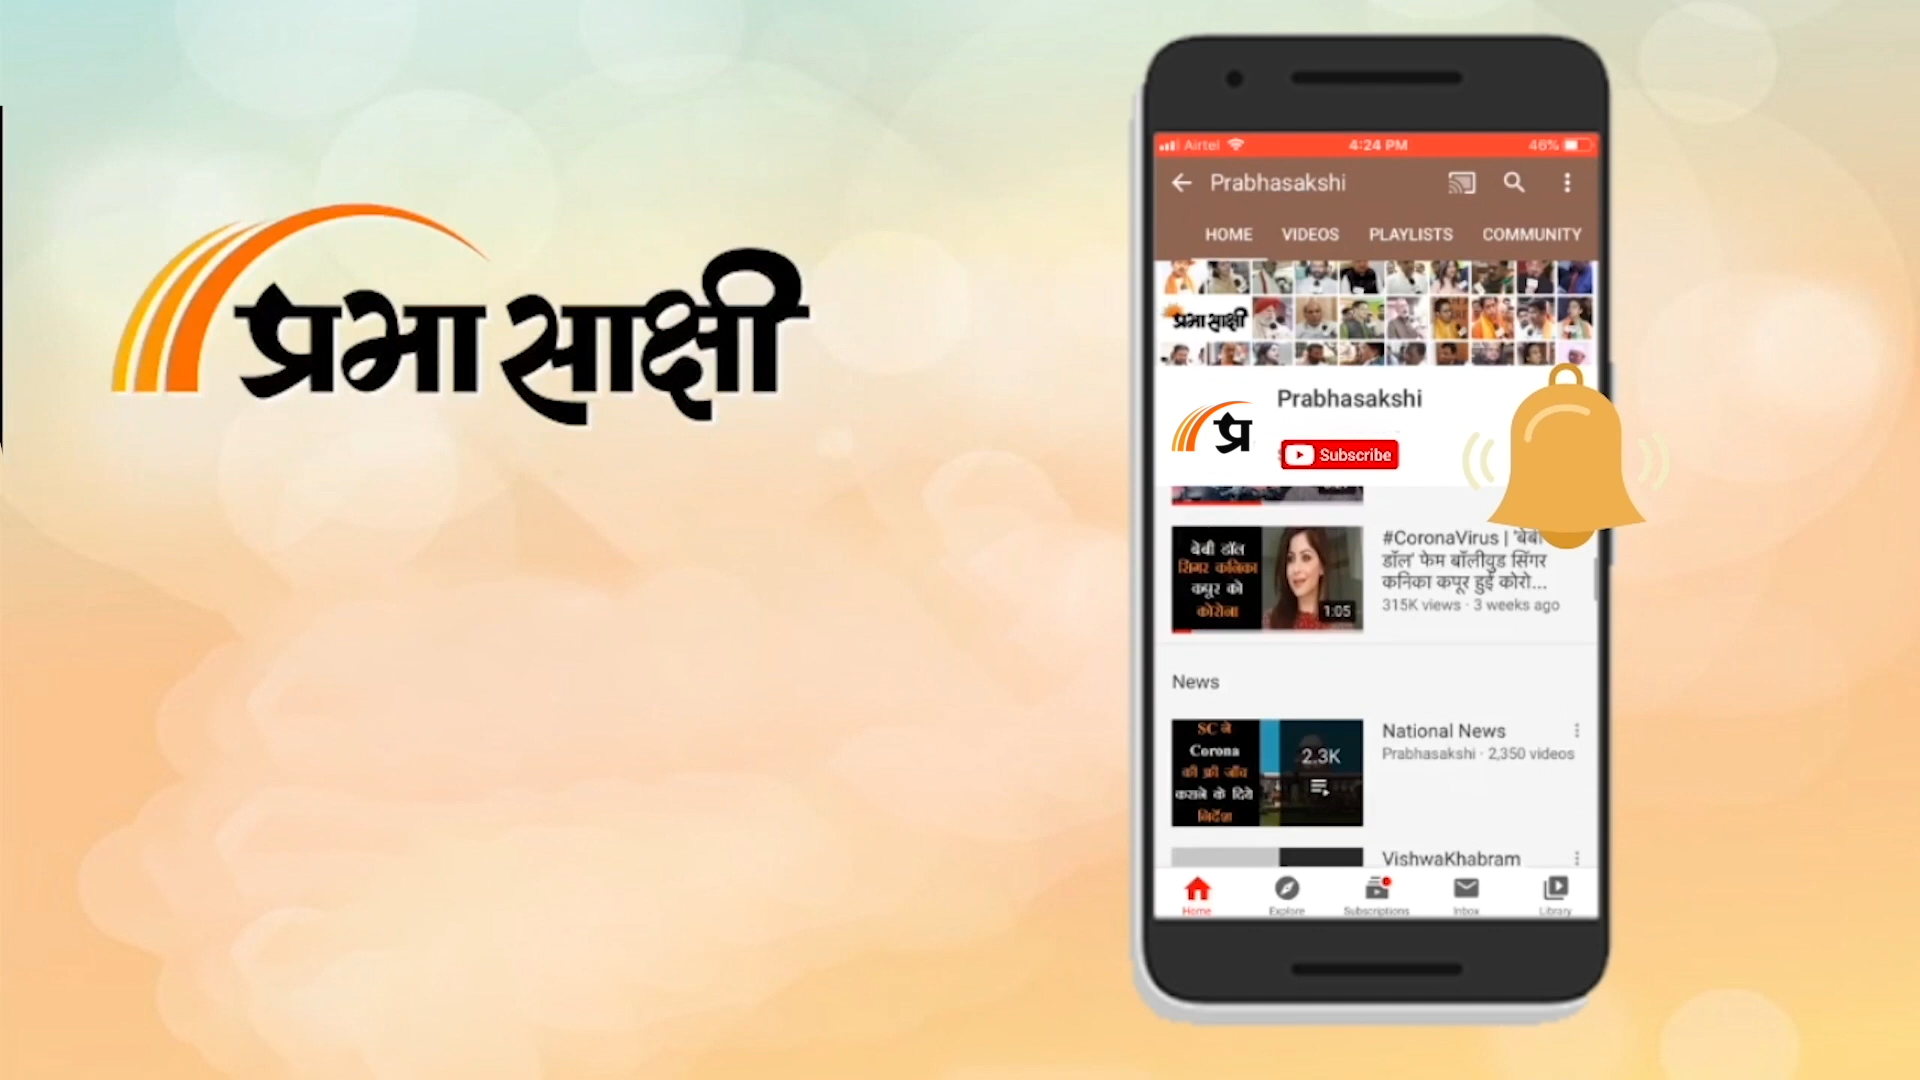 प्रभासाक्षी
Airtel 4:24 PM 46%
Prabhasakshi
HOME VIDEOS PLAYLISTS COMMUNITY
प्रभासाक्षी
Prabhasakshi
प्र
Subscribe
बेबी डॉल
सिंगर कनिका
कपूर को
कोरोना
1:05
#CoronaVirus | 'बेबी
डॉल' फेम बॉलीवुड सिंगर
कनिका कपूर हुईं कोरो...
315K views · 3 weeks ago
News
SC ने
Corona
की फ्री जाँच
कराने के दिये
निर्देश
2.3K
National News
Prabhasakshi · 2,350 videos
VishwaKhabram
Home Explore Subscriptions Inbox Library